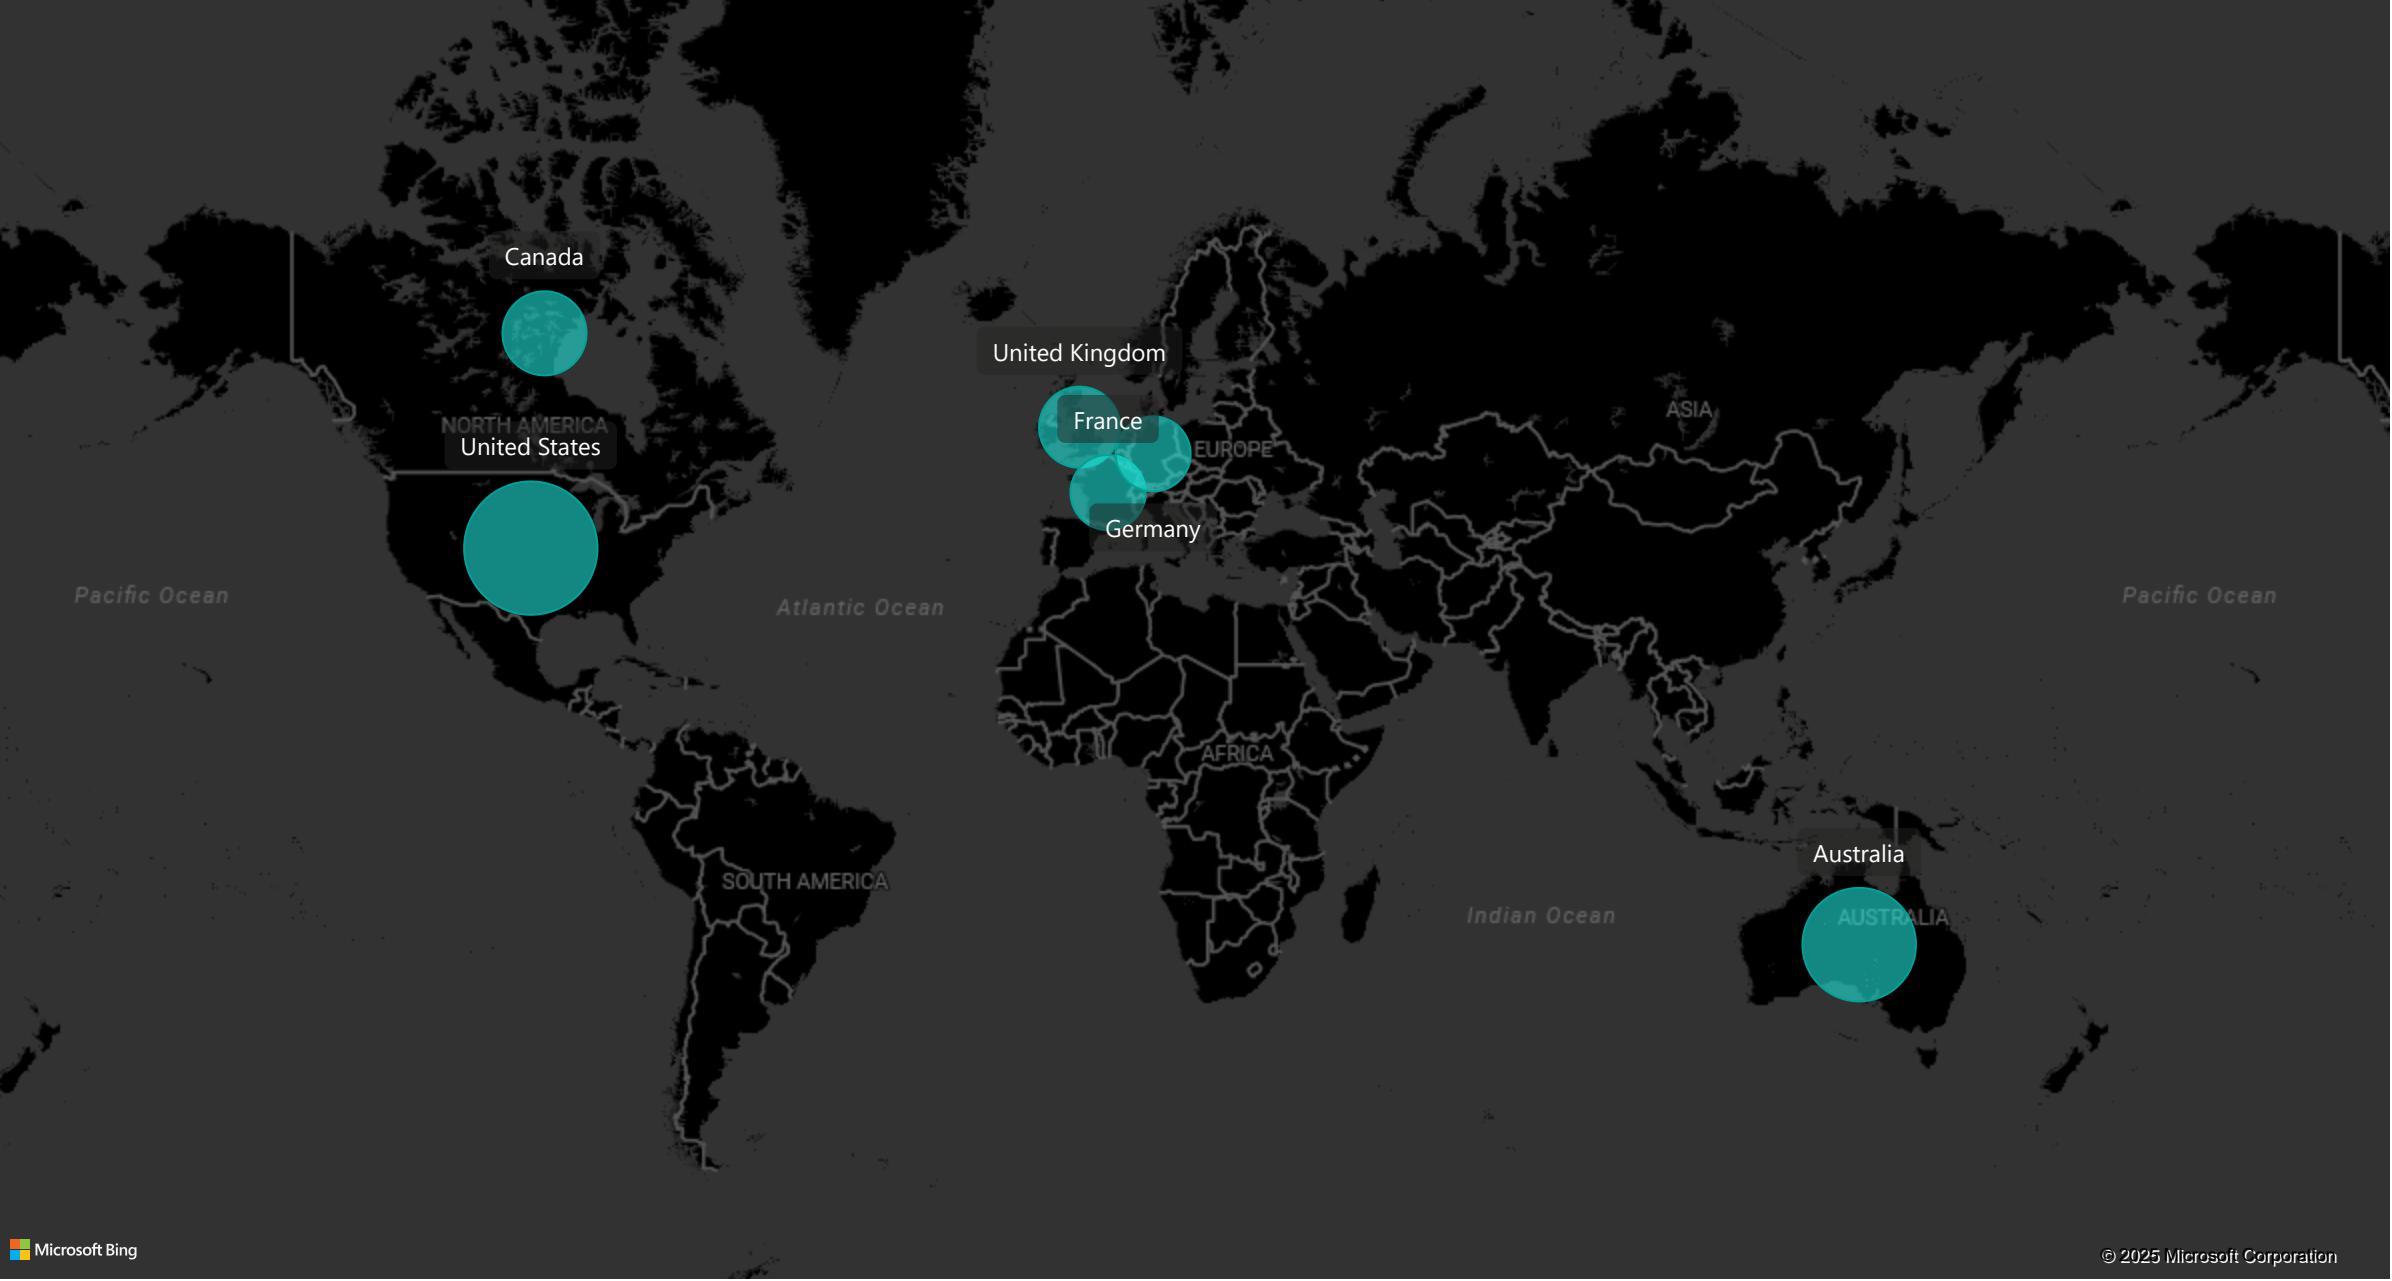 Canada
United Kingdom
ASIA
France
NORTH AMERICA
United States
EUROPE
Germany
Pacific Ocean
Atlantic Ocean
Pacific Ocean
AFRICA
Australia
SOUTH AMERICA
Indian Ocean
AUSTRALIA
Microsoft Bing
© 2025 Microsoft Corporation